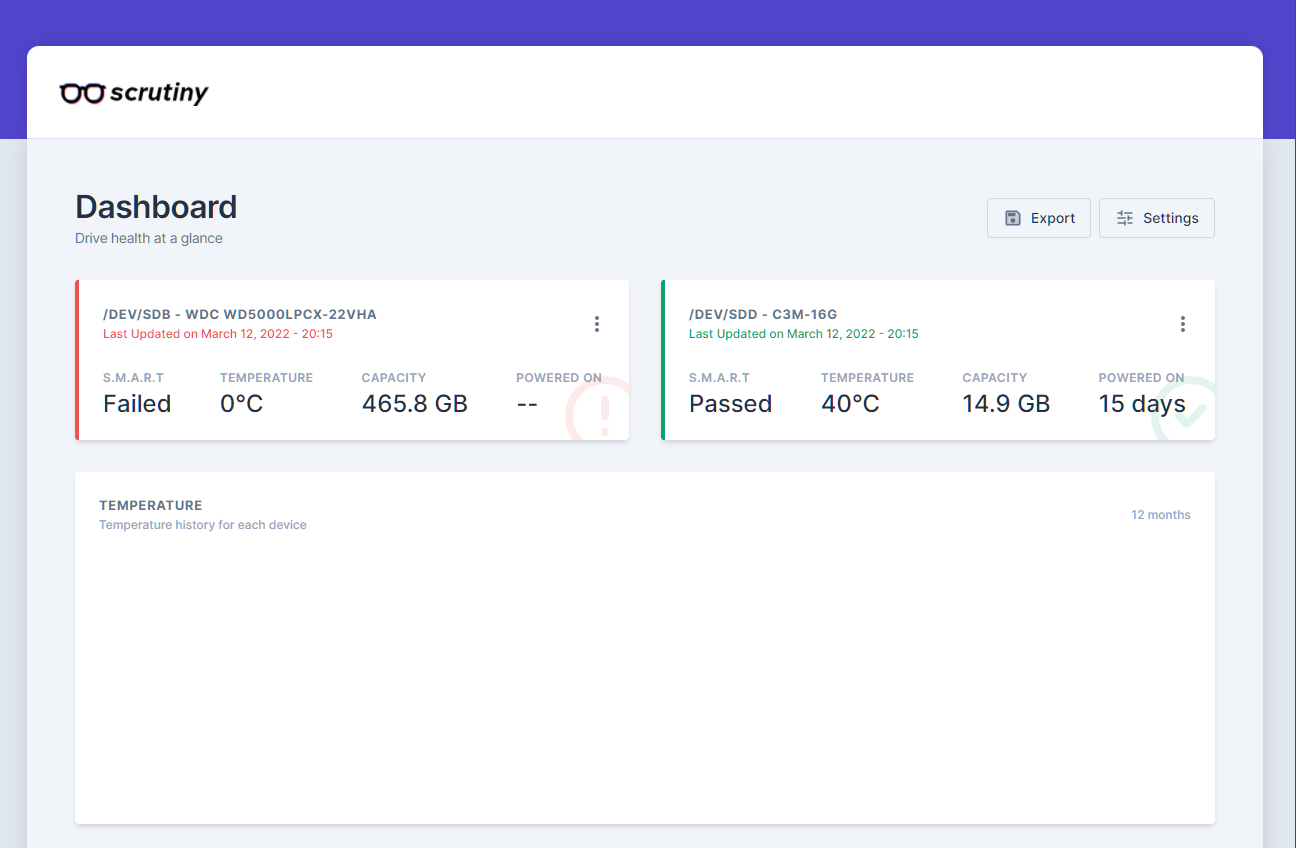 scrutiny
Dashboard
Drive health at a glance
Export
Settings
/DEV/SDB - WDC WD5000LPCX-22VHA
Last Updated on March 12, 2022 - 20:15
S.M.A.R.T
Failed
TEMPERATURE
0°C
CAPACITY
465.8 GB
POWERED ON
--
/DEV/SDD - C3M-16G
Last Updated on March 12, 2022 - 20:15
S.M.A.R.T
Passed
TEMPERATURE
40°C
CAPACITY
14.9 GB
POWERED ON
15 days
TEMPERATURE
Temperature history for each device
12 months